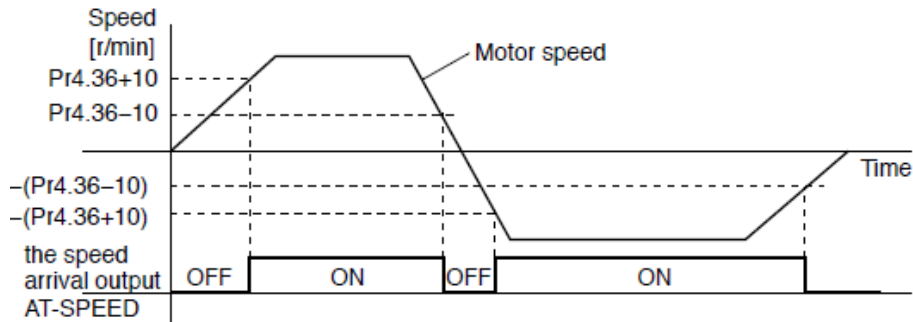 Speed
[r/min]
Pr4.36+10
Motor speed
Pr4.36−10
Time
−(Pr4.36−10)
−(Pr4.36+10)
the speed
arrival output
OFF ON OFF ON
AT-SPEED